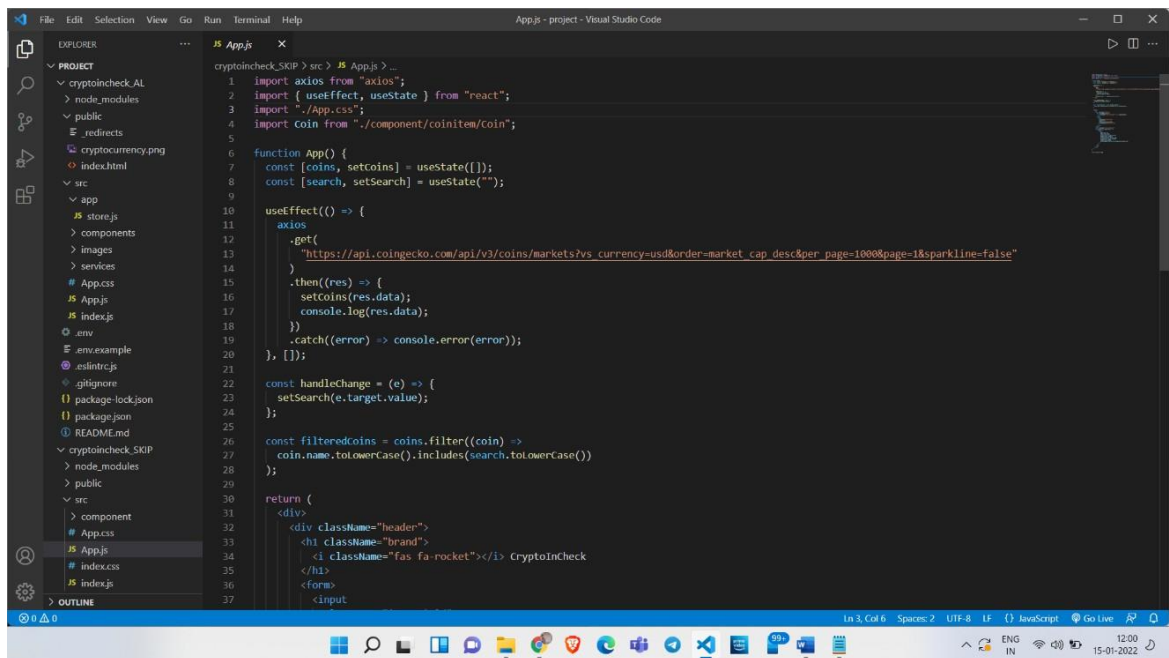 File Edit Selection View Go Run Terminal Help
App.js - project - Visual Studio Code
EXPLORER
JS App.js
PROJECT
cryptoincheck_AL
node_modules
public
_redirects
cryptocurrency.png
index.html
src
app
JS store.js
components
images
services
# App.css
JS App.js
JS index.js
.env
.env.example
.eslintrc.js
.gitignore
{} package-lock.json
{} package.json
README.md
cryptoincheck_SKIP
node_modules
public
src
component
# App.css
JS App.js
# index.css
JS index.js
OUTLINE
cryptoincheck_SKIP > src > JS App.js > ...
1 import axios from "axios";
2 import { useEffect, useState } from "react";
3 import "./App.css";
4 import Coin from "./component/coinitem/Coin";
5
6 function App() {
7 const [coins, setCoins] = useState([]);
8 const [search, setSearch] = useState("");
9
10 useEffect(() => {
11 axios
12 .get(
13 "https://api.coingecko.com/api/v3/coins/markets?vs_currency=usd&order=market_cap_desc&per_page=1000&page=1&sparkline=false"
14 )
15 .then((res) => {
16 setCoins(res.data);
17 console.log(res.data);
18 })
19 .catch((error) => console.error(error));
20 }, []);
21
22 const handleChange = (e) => {
23 setSearch(e.target.value);
24 };
25
26 const filteredCoins = coins.filter((coin) =>
27 coin.name.toLowerCase().includes(search.toLowerCase())
28 );
29
30 return (
31 <div>
32 <div className="header">
33 <h1 className="brand">
34 <i className="fas fa-rocket"></i> CryptoInCheck
35 </h1>
36 <form>
37 <input
0 0
Ln 3, Col 6 Spaces: 2 UTF-8 LF {} JavaScript Go Live
99+
ENG
IN
12:00
15-01-2022